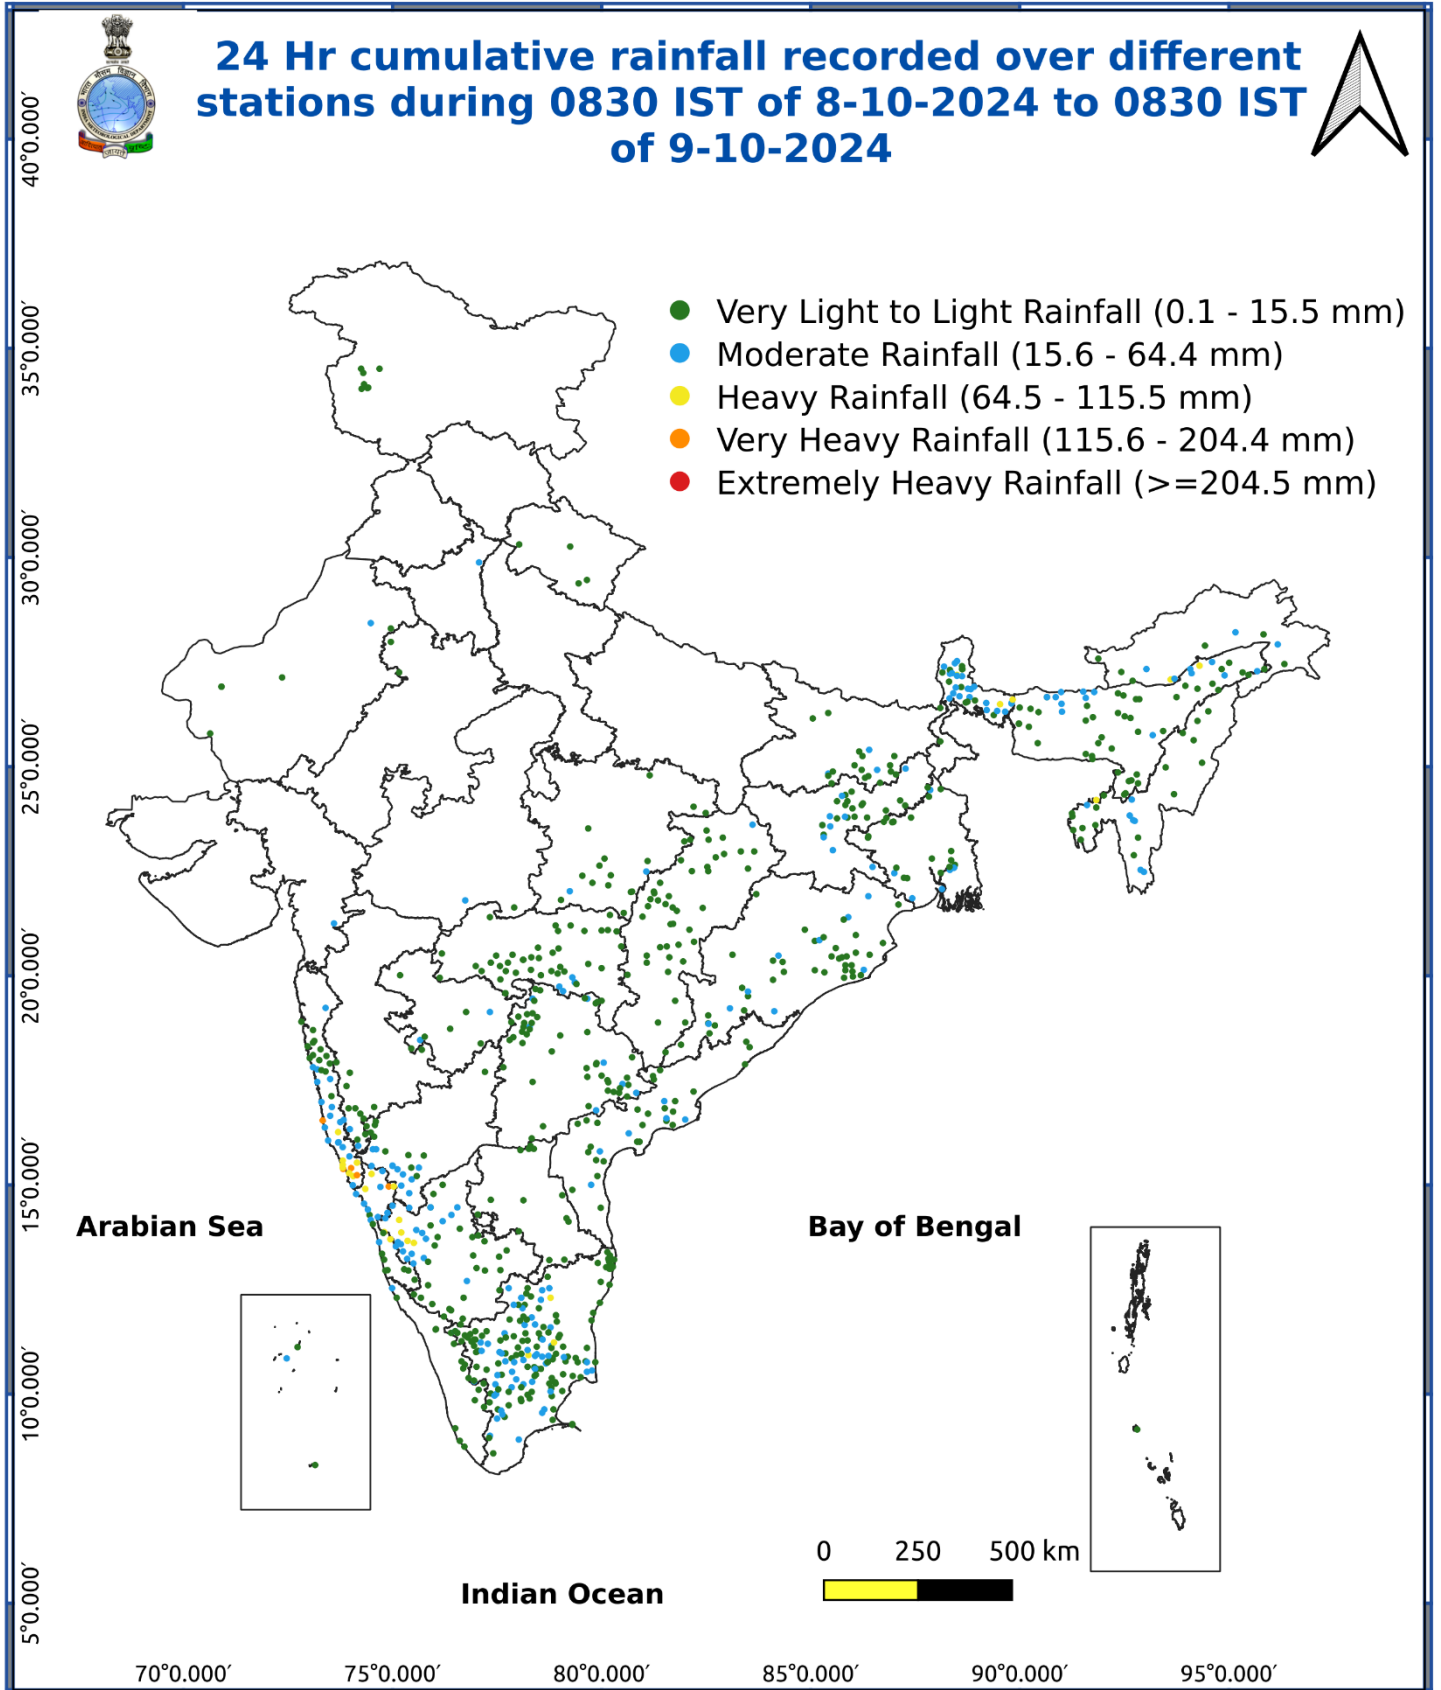 24 Hr cumulative rainfall recorded over different
stations during 0830 IST of 8-10-2024 to 0830 IST
of 9-10-2024
Very Light to Light Rainfall (0.1 - 15.5 mm)
Moderate Rainfall (15.6 - 64.4 mm)
Heavy Rainfall (64.5 - 115.5 mm)
Very Heavy Rainfall (115.6 - 204.4 mm)
Extremely Heavy Rainfall (>=204.5 mm)
40°0.000′
35°0.000′
30°0.000′
25°0.000′
20°0.000′
15°0.000′
10°0.000′
5°0.000′
Arabian Sea
Bay of Bengal
Indian Ocean
0 250 500 km
70°0.000′ 75°0.000′ 80°0.000′ 85°0.000′ 90°0.000′ 95°0.000′